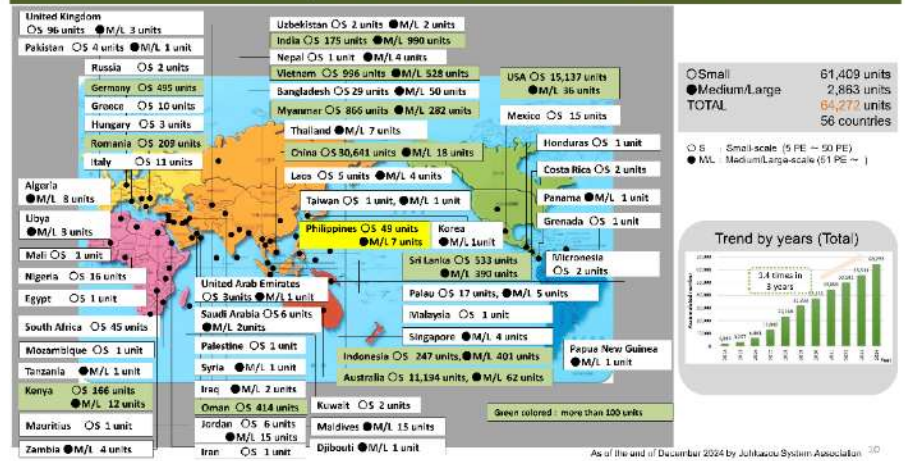 United Kingdom
○S 96 units ●M/L 3 units
Pakistan ○S 4 units ●M/L 1 unit
Russia ○S 2 units
Germany ○S 495 units
Greece ○S 10 units
Hungary ○S 3 units
Romania ○S 209 units
Italy ○S 11 units
Algeria
●M/L 8 units
Libya
●M/L 3 units
Mali ○S 1 unit
Nigeria ○S 16 units
Egypt ○S 1 unit
South Africa ○S 45 units
Mozambique ○S 1 unit
Tanzania ●M/L 1 unit
Kenya ○S 166 units
●M/L 12 units
Mauritius ○S 1 unit
Zambia ●M/L 4 units
Uzbekistan ○S 2 units ●M/L 2 units
India ○S 175 units ●M/L 990 units
Nepal ○S 1 unit ●M/L 4 units
Vietnam ○S 996 units ●M/L 528 units
Bangladesh ○S 29 units ●M/L 50 units
Myanmar ○S 866 units ●M/L 282 units
Thailand ●M/L 7 units
China ○S 30,641 units ●M/L 18 units
Laos ○S 5 units ●M/L 4 units
Taiwan ○S 1 unit, ●M/L 1 unit
Philippines ○S 49 units
●M/L 7 units
Korea
●M/L 1unit
Sri Lanka ○S 533 units
●M/L 390 units
United Arab Emirates
○S 3units ●M/L 1 unit
Saudi Arabia ○S 6 units
●M/L 2units
Palestine ○S 1 unit
Syria ●M/L 1 unit
Iraq ●M/L 2 units
Oman ○S 414 units
Jordan ○S 6 units
●M/L 15 units
Iran ○S 1 unit
Palau ○S 17 units, ●M/L 5 units
Malaysia ○S 1 unit
Singapore ●M/L 4 units
Indonesia ○S 247 units, ●M/L 401 units
Australia ○S 11,194 units, ●M/L 62 units
Kuwait ○S 2 units
Maldives ●M/L 15 units
Djibouti ●M/L 1 unit
USA ○S 15,137 units
●M/L 36 units
Mexico ○S 15 units
Honduras ○S 1 unit
Costa Rica ○S 2 units
Panama ●M/L 1 unit
Grenada ○S 1 unit
Micronesia
○S 2 units
Papua New Guinea
●M/L 1 unit
Green colored : more than 100 units
○Small 61,409 units
●Medium/Large 2,863 units
TOTAL 64,272 units
56 countries
○ S : Small-scale (5 PE ～ 50 PE)
● M/L : Medium/Large-scale (51 PE ～ )
Trend by years (Total)
years
As of the end of December 2024 by Johkasou System Association